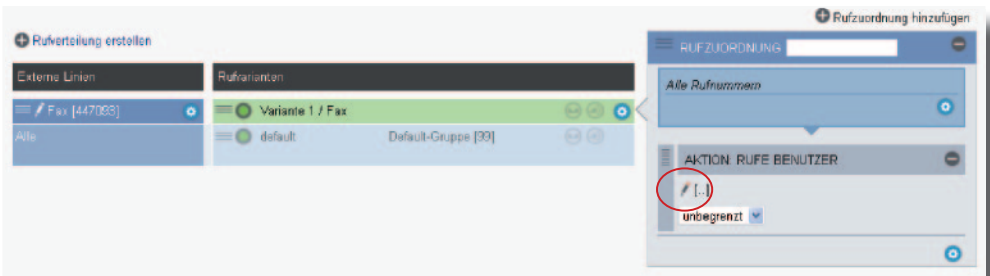 Rufzuordnung hinzufügen
Rufverteilung erstellen
RUFZUORDNUNG
Externe Linien
Rufvarianten
Alle Rufnummern
Fax [447093]
Variante 1 / Fax
Alle
default Default-Gruppe [99]
AKTION: RUFE BENUTZER
[..]
unbegrenzt